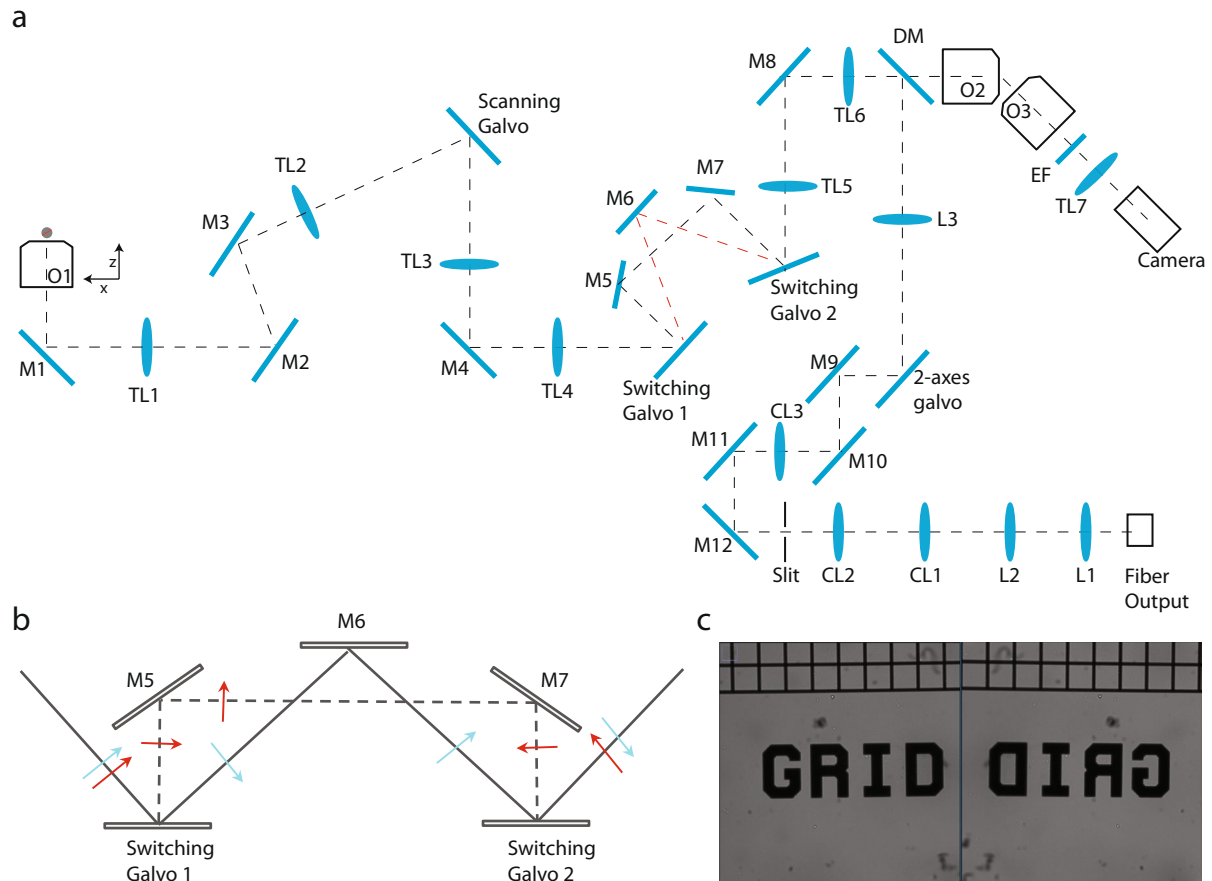 a
Scanning
Galvo
M8
DM
O2
O3
TL6
TL2
M7
EF
TL7
M6
TL5
M3
L3
z
x
O1
TL3
M5
Camera
Switching
Galvo 2
M1
TL1
M2
M4
TL4
Switching
Galvo 1
M9
2-axes
galvo
CL3
M11
M10
M12
Slit
CL2
CL1
L2
L1
Fiber
Output
b
M6
M5
M7
Switching
Galvo 1
Switching
Galvo 2
c
GRID
GRID